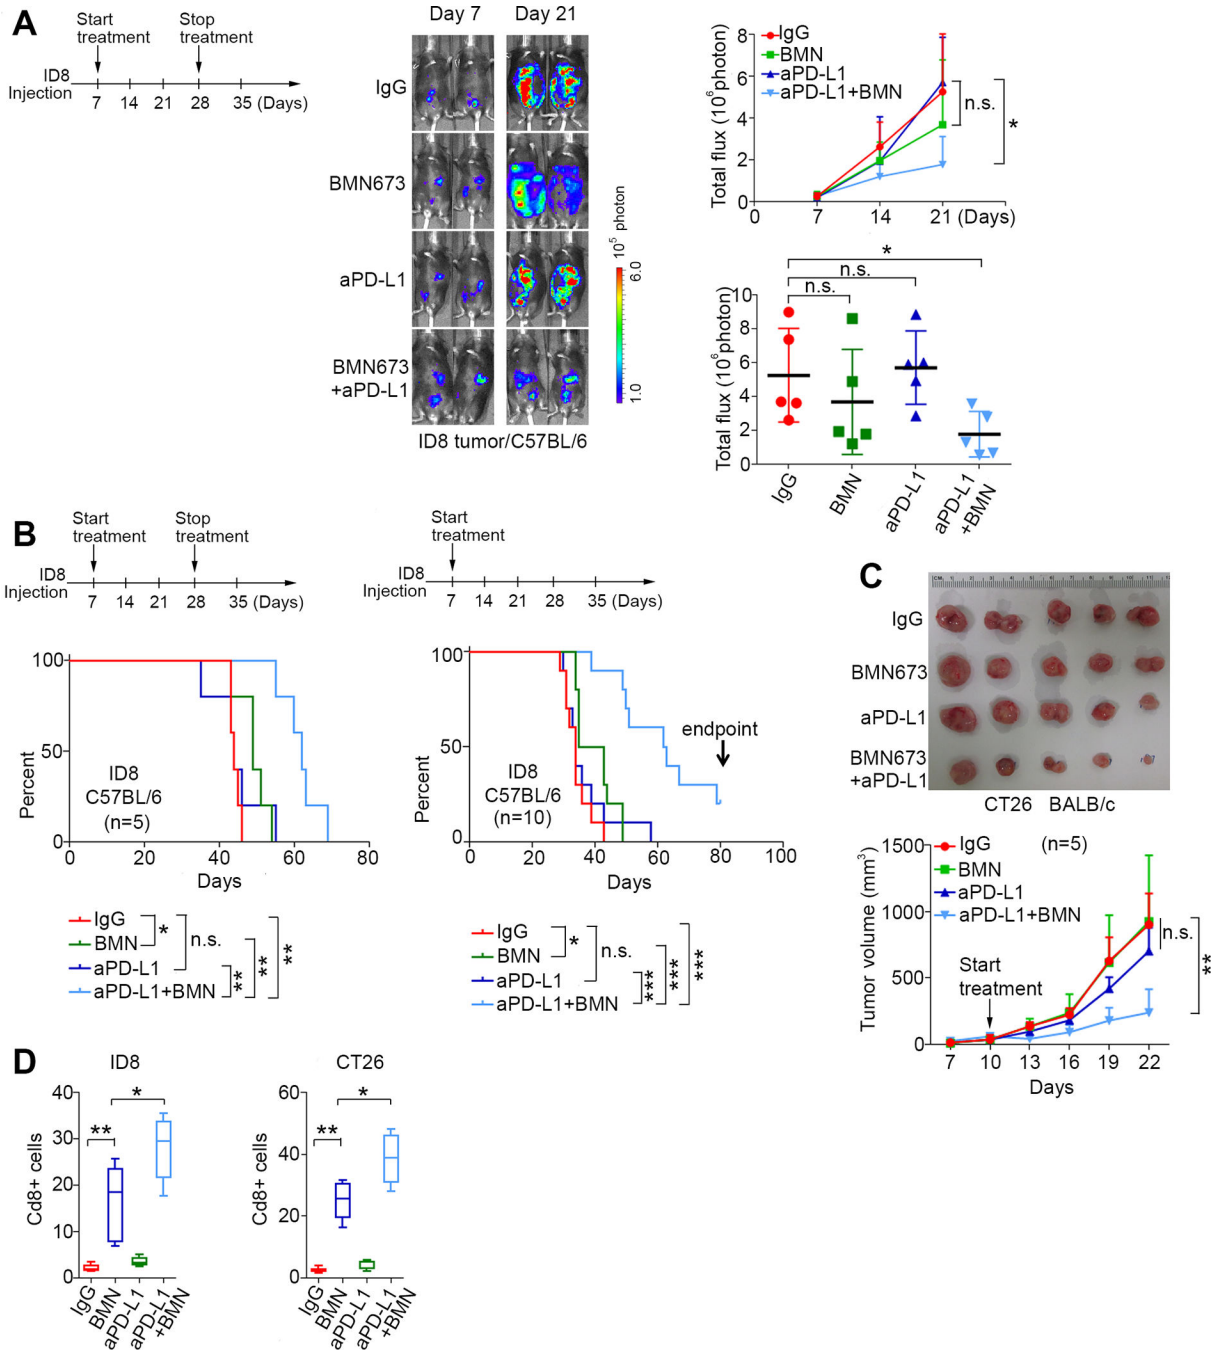 A
Start
treatment
Stop
treatment
ID8
Injection
7 14 21 28 35 (Days)
Day 7 Day 21
IgG
BMN673
aPD-L1
BMN673
+aPD-L1
ID8 tumor/C57BL/6
6.0
1.0
10⁵ photon
Total flux (10⁶photon)
8
6
4
2
0
0 7 14 21 (Days)
IgG
BMN
aPD-L1
aPD-L1+BMN
n.s.
*
Total flux (10⁶photon)
10
8
6
4
2
0
*
n.s.
n.s.
IgG
BMN
aPD-L1
aPD-L1
+BMN
B
Start
treatment
Stop
treatment
ID8
Injection
7 14 21 28 35 (Days)
Percent
100
50
0
ID8
C57BL/6
(n=5)
0 20 40 60 80
Days
IgG
BMN
aPD-L1
aPD-L1+BMN
*
n.s.
**
**
**
Start
treatment
ID8
Injection
7 14 21 28 35 (Days)
Percent
100
50
0
ID8
C57BL/6
(n=10)
endpoint
0 20 40 60 80 100
Days
IgG
BMN
aPD-L1
aPD-L1+BMN
*
n.s.
***
***
***
C
IgG
BMN673
aPD-L1
BMN673
+aPD-L1
CT26 BALB/c
(n=5)
Tumor volume (mm³)
1500
1000
500
0
IgG
BMN
aPD-L1
aPD-L1+BMN
Start
treatment
n.s.
**
7 10 13 16 19 22
Days
D
ID8
Cd8+ cells
40
30
20
10
0
**
*
IgG
BMN
aPD-L1
aPD-L1
+BMN
CT26
Cd8+ cells
60
40
20
0
**
*
IgG
BMN
aPD-L1
aPD-L1
+BMN